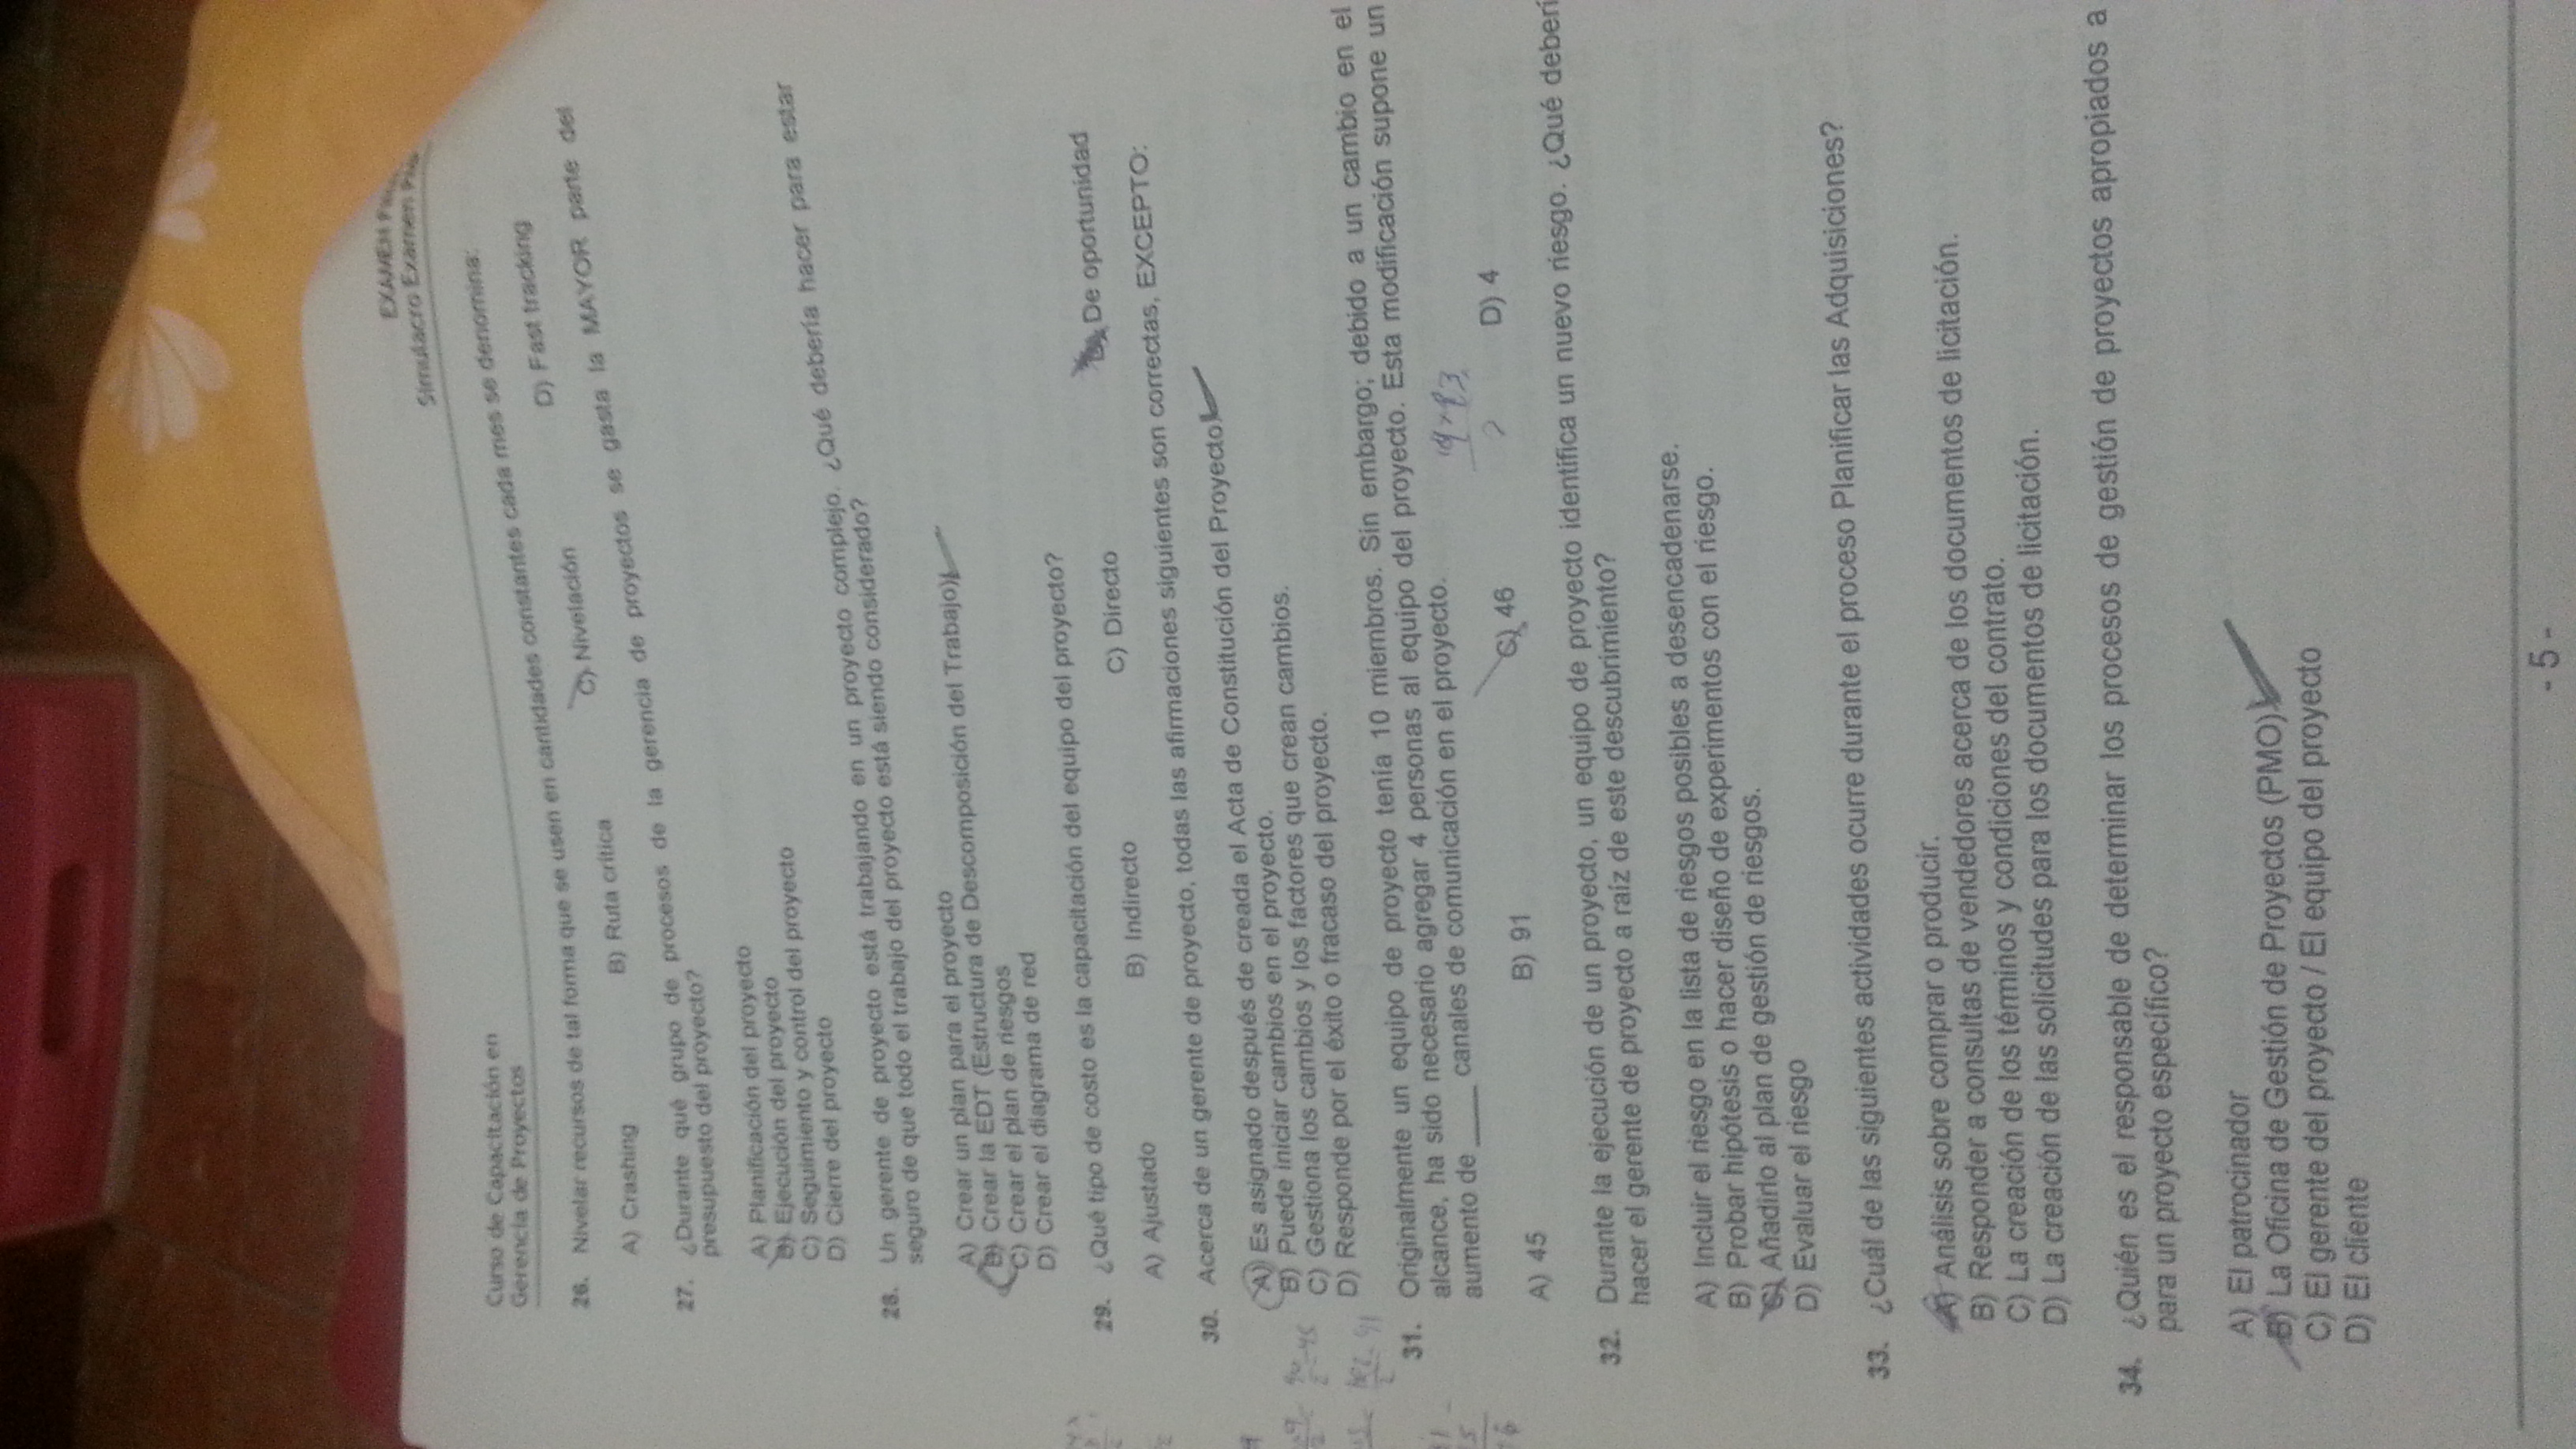 EXAMEN
Simulacro Examen
Curso de Capacitación en
Gerencia de Proyectos
26. Nivelar recursos de tal forma que se usen en cantidades constantes cada mes se denomina:
A) Crashing B) Ruta crítica C) Nivelación D) Fast tracking
27. ¿Durante qué grupo de procesos de la gerencia de proyectos se gasta la MAYOR parte del
presupuesto del proyecto?
A) Planificación del proyecto
B) Ejecución del proyecto
C) Seguimiento y control del proyecto
D) Cierre del proyecto
28. Un gerente de proyecto está trabajando en un proyecto complejo. ¿Qué debería hacer para estar
seguro de que todo el trabajo del proyecto está siendo considerado?
A) Crear un plan para el proyecto
B) Crear la EDT (Estructura de Descomposición del Trabajo)
C) Crear el plan de riesgos
D) Crear el diagrama de red
29. ¿Qué tipo de costo es la capacitación del equipo del proyecto?
A) Ajustado B) Indirecto C) Directo De oportunidad
30. Acerca de un gerente de proyecto, todas las afirmaciones siguientes son correctas, EXCEPTO:
A) Es asignado después de creada el Acta de Constitución del Proyecto
B) Puede iniciar cambios en el proyecto.
C) Gestiona los cambios y los factores que crean cambios.
D) Responde por el éxito o fracaso del proyecto.
31. Originalmente un equipo de proyecto tenía 10 miembros. Sin embargo; debido a un cambio en el
alcance, ha sido necesario agregar 4 personas al equipo del proyecto. Esta modificación supone un
aumento de ____ canales de comunicación en el proyecto.
A) 45 B) 91 C) 46 D) 4
32. Durante la ejecución de un proyecto, un equipo de proyecto identifica un nuevo riesgo. ¿Qué deberí
hacer el gerente de proyecto a raíz de este descubrimiento?
A) Incluir el riesgo en la lista de riesgos posibles a desencadenarse.
B) Probar hipótesis o hacer diseño de experimentos con el riesgo.
C) Añadirlo al plan de gestión de riesgos.
D) Evaluar el riesgo
33. ¿Cuál de las siguientes actividades ocurre durante el proceso Planificar las Adquisiciones?
A) Análisis sobre comprar o producir.
B) Responder a consultas de vendedores acerca de los documentos de licitación.
C) La creación de los términos y condiciones del contrato.
D) La creación de las solicitudes para los documentos de licitación.
34. ¿Quién es el responsable de determinar los procesos de gestión de proyectos apropiados a
para un proyecto específico?
A) El patrocinador
B) La Oficina de Gestión de Proyectos (PMO)
C) El gerente del proyecto / El equipo del proyecto
D) El cliente
- 5 -